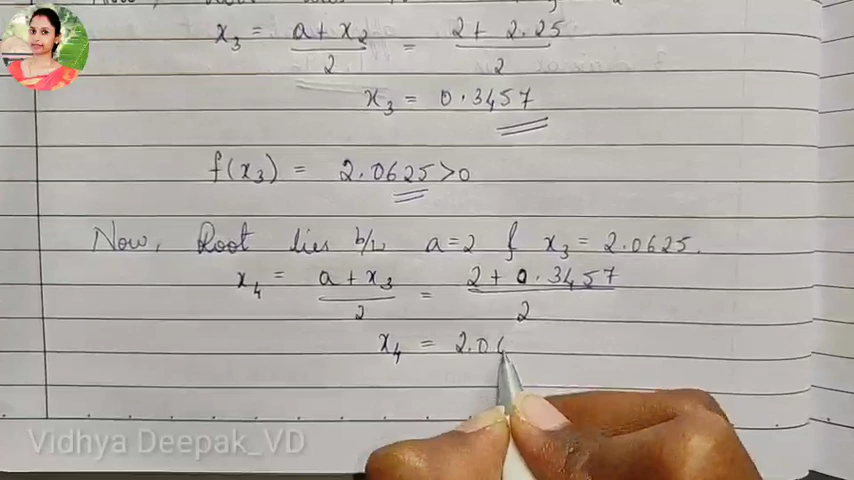 x3 = a + x2 / 2 = 2 + 2.25 / 2
x3 = 0.3457
f(x3) = 2.0625 >0
Now, Root lies b/w a=2 & x3 = 2.0625.
x4 = a + x3 / 2 = 2 + 0.3457 / 2
x4 = 2.0
Vidhya Deepak_VD